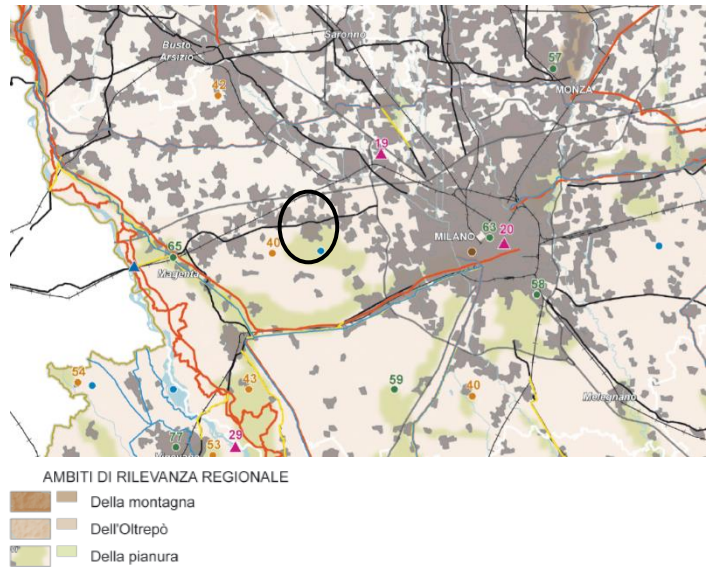 Saronno
Busto
Arsizio
57
MONZA
42
19
63
20
MILANO
65
40
Magenta
58
54
43
59
40
Melegnano
77
53
29
AMBITI DI RILEVANZA REGIONALE
Della montagna
Dell'Oltrepò
Della pianura